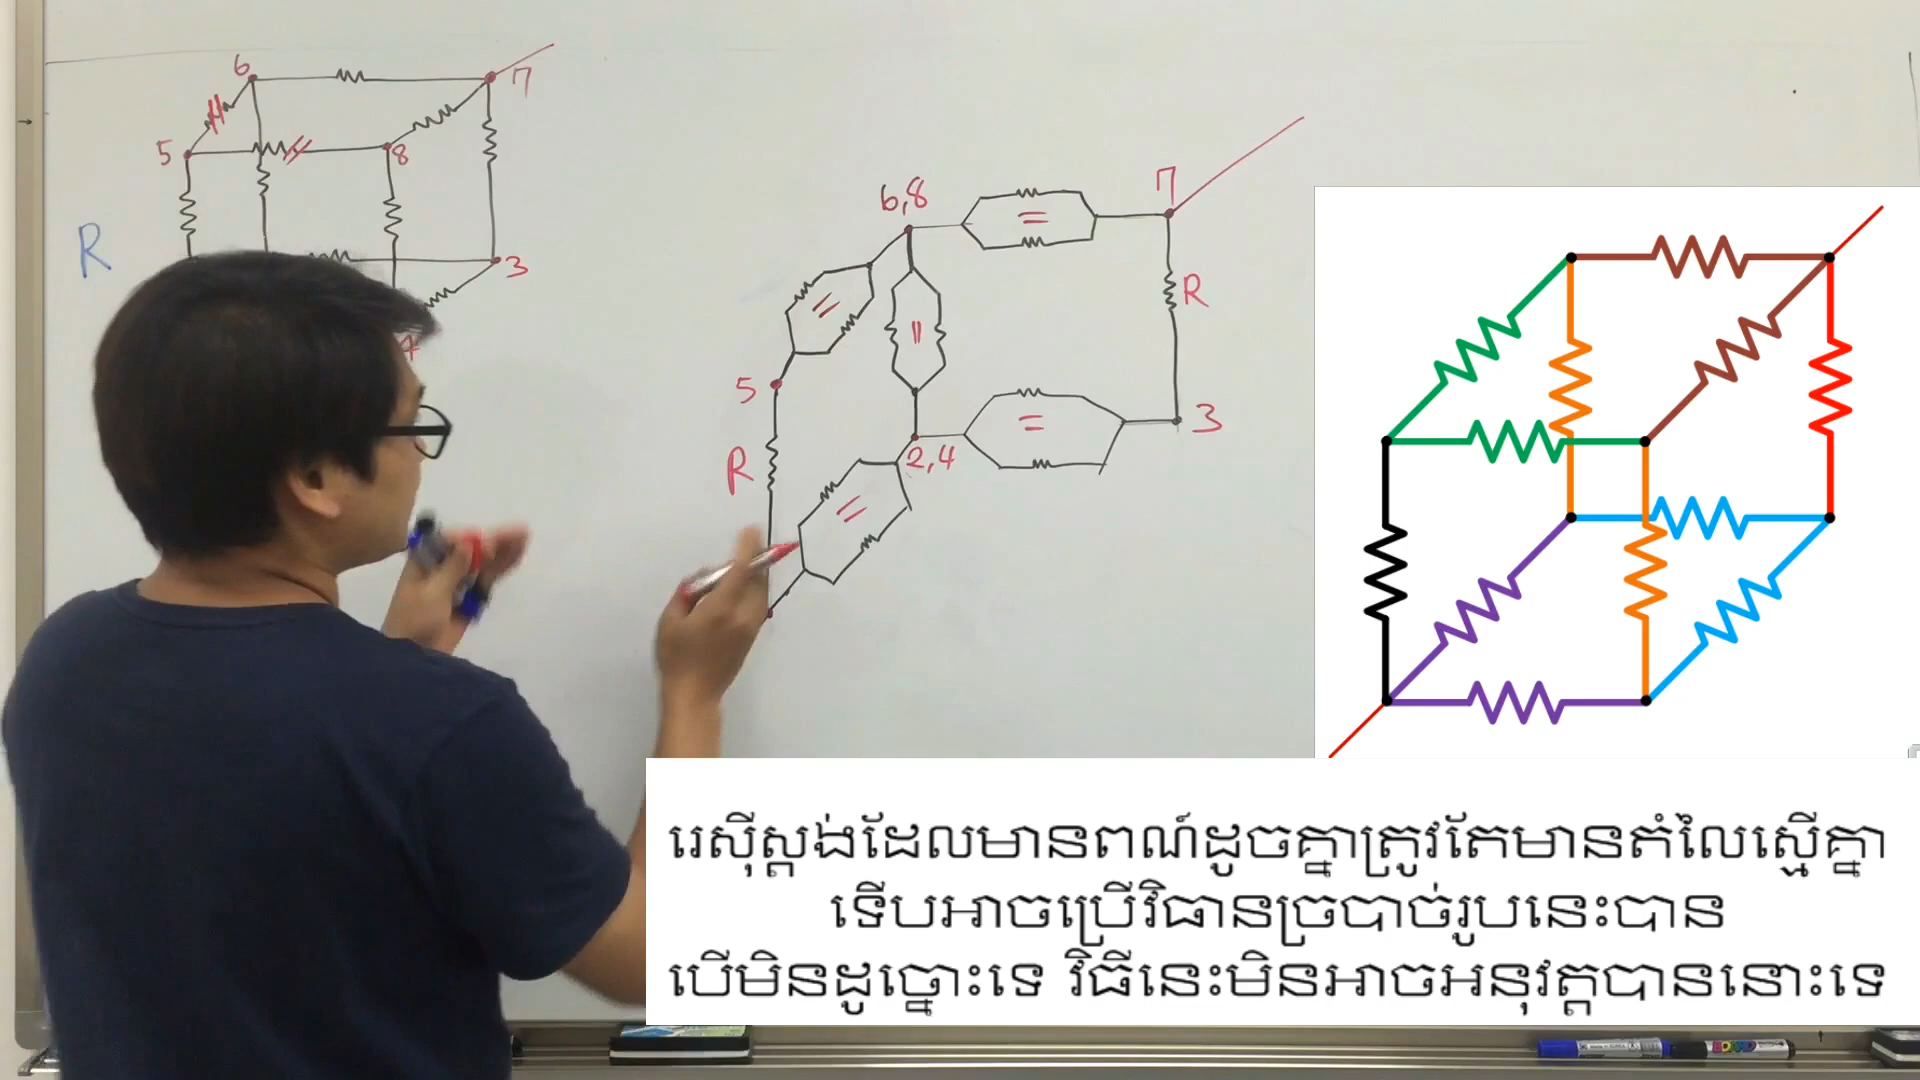 6
7
5
8
R
3
4
6,8
7
R
5
R
2,4
3
រេស៊ីស្តង់ដែលមានពណ៍ដូចគ្នាត្រូវតែមានតំលៃស្មើគ្នា
ទើបអាចប្រើវិធានច្របាច់រូបនេះបាន
បើមិនដូច្នោះទេ វិធីនេះមិនអាចអនុវត្តបាននោះទេ